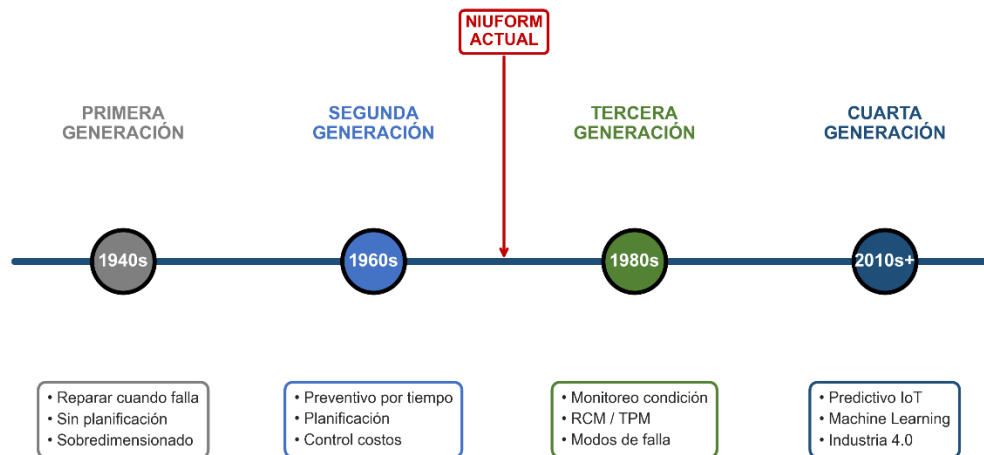 NIUFORM
ACTUAL
PRIMERA
GENERACIÓN
SEGUNDA
GENERACIÓN
TERCERA
GENERACIÓN
CUARTA
GENERACIÓN
1940s
1960s
1980s
2010s+
• Reparar cuando falla
• Sin planificación
• Sobredimensionado
• Preventivo por tiempo
• Planificación
• Control costos
• Monitoreo condición
• RCM / TPM
• Modos de falla
• Predictivo IoT
• Machine Learning
• Industria 4.0